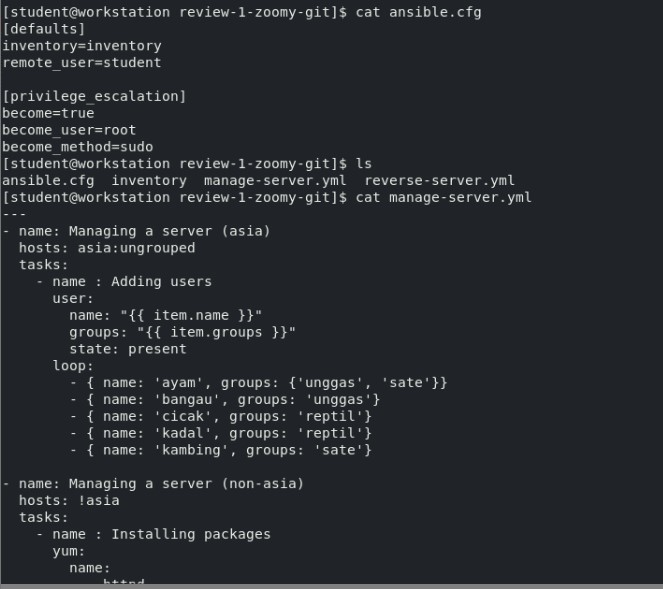 [student@workstation review-1-zoomy-git]$ cat ansible.cfg
[defaults]
inventory=inventory
remote_user=student

[privilege_escalation]
become=true
become_user=root
become_method=sudo
[student@workstation review-1-zoomy-git]$ ls
ansible.cfg  inventory  manage-server.yml  reverse-server.yml
[student@workstation review-1-zoomy-git]$ cat manage-server.yml
---
- name: Managing a server (asia)
  hosts: asia:ungrouped
  tasks:
    - name : Adding users
      user:
        name: "{{ item.name }}"
        groups: "{{ item.groups }}"
        state: present
      loop:
        - { name: 'ayam', groups: {'unggas', 'sate'}}
        - { name: 'bangau', groups: 'unggas'}
        - { name: 'cicak', groups: 'reptil'}
        - { name: 'kadal', groups: 'reptil'}
        - { name: 'kambing', groups: 'sate'}

- name: Managing a server (non-asia)
  hosts: !asia
  tasks:
    - name : Installing packages
      yum:
        name: